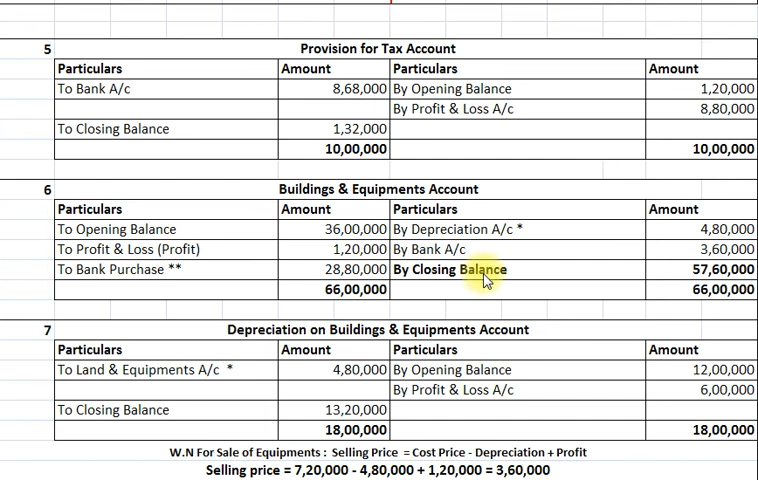 5 Provision for Tax Account
Particulars Amount Particulars Amount
To Bank A/c 8,68,000 By Opening Balance 1,20,000
By Profit & Loss A/c 8,80,000
To Closing Balance 1,32,000
10,00,000 10,00,000
6 Buildings & Equipments Account
Particulars Amount Particulars Amount
To Opening Balance 36,00,000 By Depreciation A/c * 4,80,000
To Profit & Loss (Profit) 1,20,000 By Bank A/c 3,60,000
To Bank Purchase ** 28,80,000 By Closing Balance 57,60,000
66,00,000 66,00,000
7 Depreciation on Buildings & Equipments Account
Particulars Amount Particulars Amount
To Land & Equipments A/c * 4,80,000 By Opening Balance 12,00,000
By Profit & Loss A/c 6,00,000
To Closing Balance 13,20,000
18,00,000 18,00,000
W.N For Sale of Equipments : Selling Price = Cost Price - Depreciation + Profit
Selling price = 7,20,000 - 4,80,000 + 1,20,000 = 3,60,000